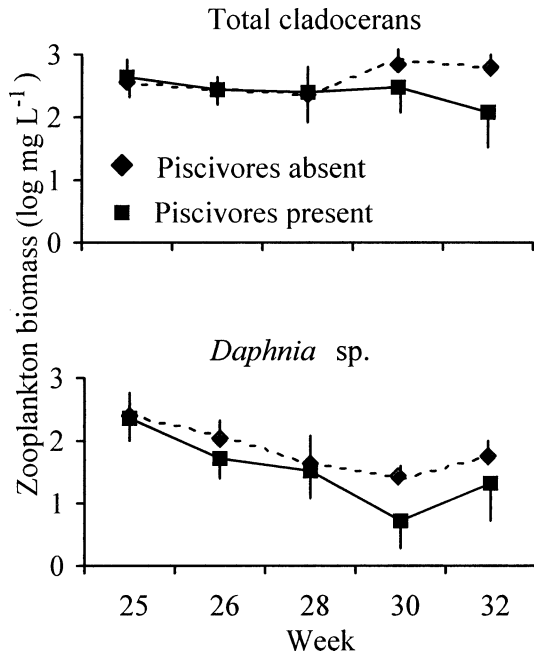 Total cladocerans
3
2
1
0
Piscivores absent
Piscivores present
Zooplankton biomass (log mg L⁻¹ )
Daphnia sp.
3
2
1
0
25 26 28 30 32
Week